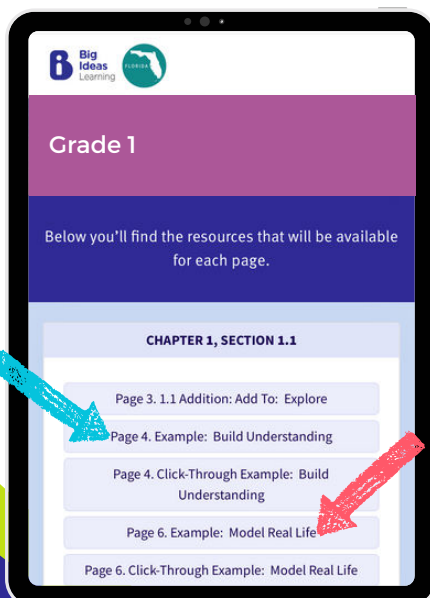 Big
Ideas
Learning
FLORIDA
Grade 1
Below you'll find the resources that will be available
for each page.
CHAPTER 1, SECTION 1.1
Page 3. 1.1 Addition: Add To: Explore
Page 4. Example: Build Understanding
Page 4. Click-Through Example: Build
Understanding
Page 6. Example: Model Real Life
Page 6. Click-Through Example: Model Real Life